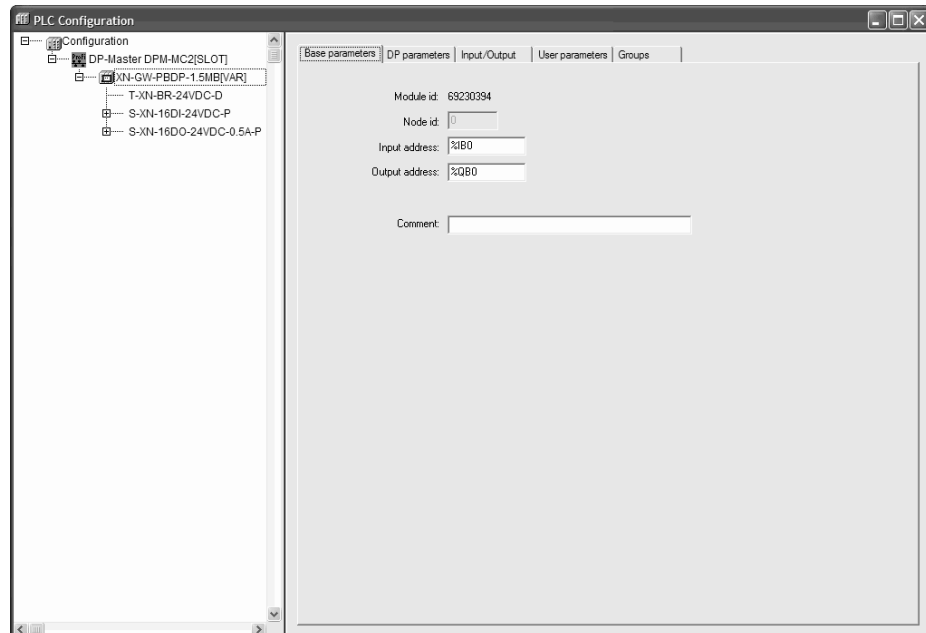 PLC Configuration
Configuration
DP-Master DPM-MC2[SLOT]
XN-GW-PBDP-1.5MB[VAR]
T-XN-BR-24VDC-D
S-XN-16DI-24VDC-P
S-XN-16DO-24VDC-0.5A-P
Base parameters DP parameters Input/Output User parameters Groups
Module id: 69230394
Node id: 0
Input address: %IB0
Output address: %QB0
Comment: